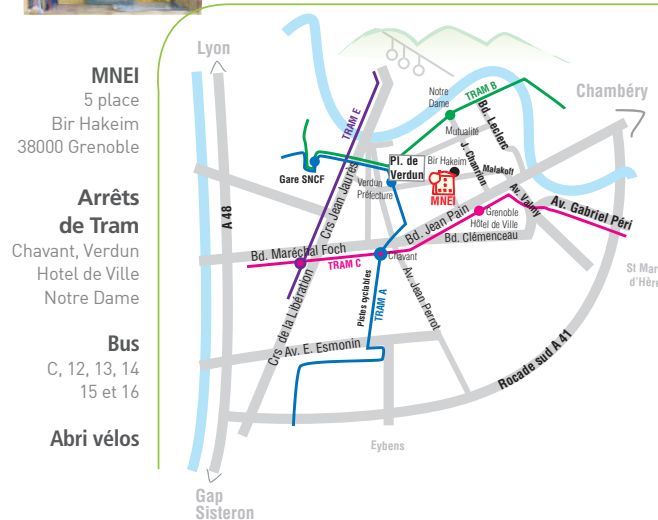 MNEI
5 place
Bir Hakeim
38000 Grenoble
Arrêts
de Tram
Chavant, Verdun
Hotel de Ville
Notre Dame
Bus
C, 12, 13, 14
15 et 16
Abri vélos
Lyon
Chambéry
TRAM E
Notre
Dame
TRAM B
Bd. Leclerc
Mutualité
J. Chanrion
Gare SNCF
Pl. de
Verdun
Bir Hakeim
Malakoff
Verdun
Préfecture
MNEI
Crs Jean Jaurès
A 48
Av. Valmy
Av. Gabriel Péri
Grenoble
Hôtel de Ville
Bd. Jean Pain
Bd. Clémenceau
Bd. Maréchal Foch
TRAM C
Chavant
St Mar
d'Hèr
Crs de la Libération
Pistes cyclables
TRAM A
Av. Jean Perrot
Av. E. Esmonin
Rocade sud A 41
Eybens
Gap
Sisteron